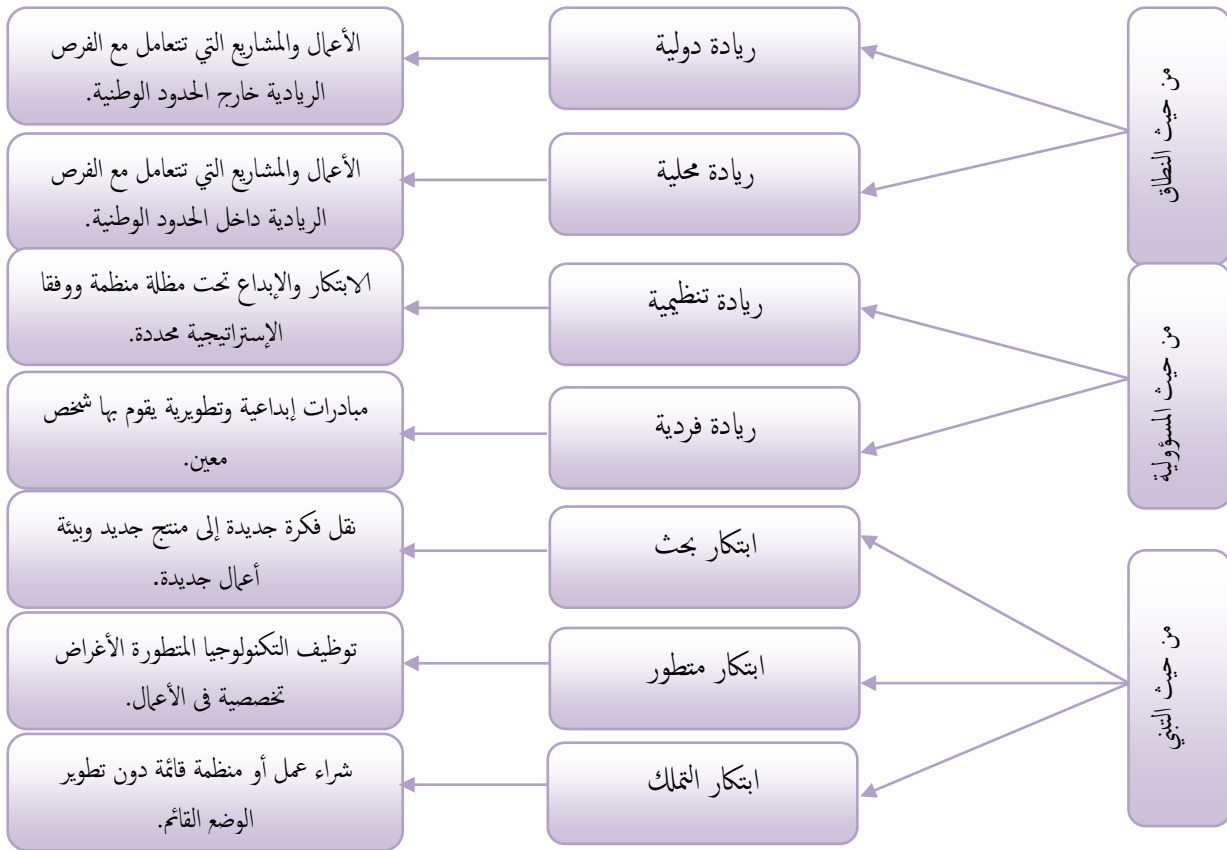 من حيث النطاق
ريادة دولية
الأعمال والمشاريع التي تتعامل مع الفرص
الريادية خارج الحدود الوطنية.
ريادة محلية
الأعمال والمشاريع التي تتعامل مع الفرص
الريادية داخل الحدود الوطنية.
من حيث المسؤولية
ريادة تنظيمية
الابتكار والإبداع تحت مظلة منظمة ووفقا
الإستراتيجية محددة.
ريادة فردية
مبادرات إبداعية وتطويرية يقوم بها شخص
معين.
من حيث التبني
ابتكار بحث
نقل فكرة جديدة إلى منتج جديد وبيئة
أعمال جديدة.
ابتكار متطور
توظيف التكنولوجيا المتطورة الأغراض
تخصصية فى الأعمال.
ابتكار التملك
شراء عمل أو منظمة قائمة دون تطوير
الوضع القائم.